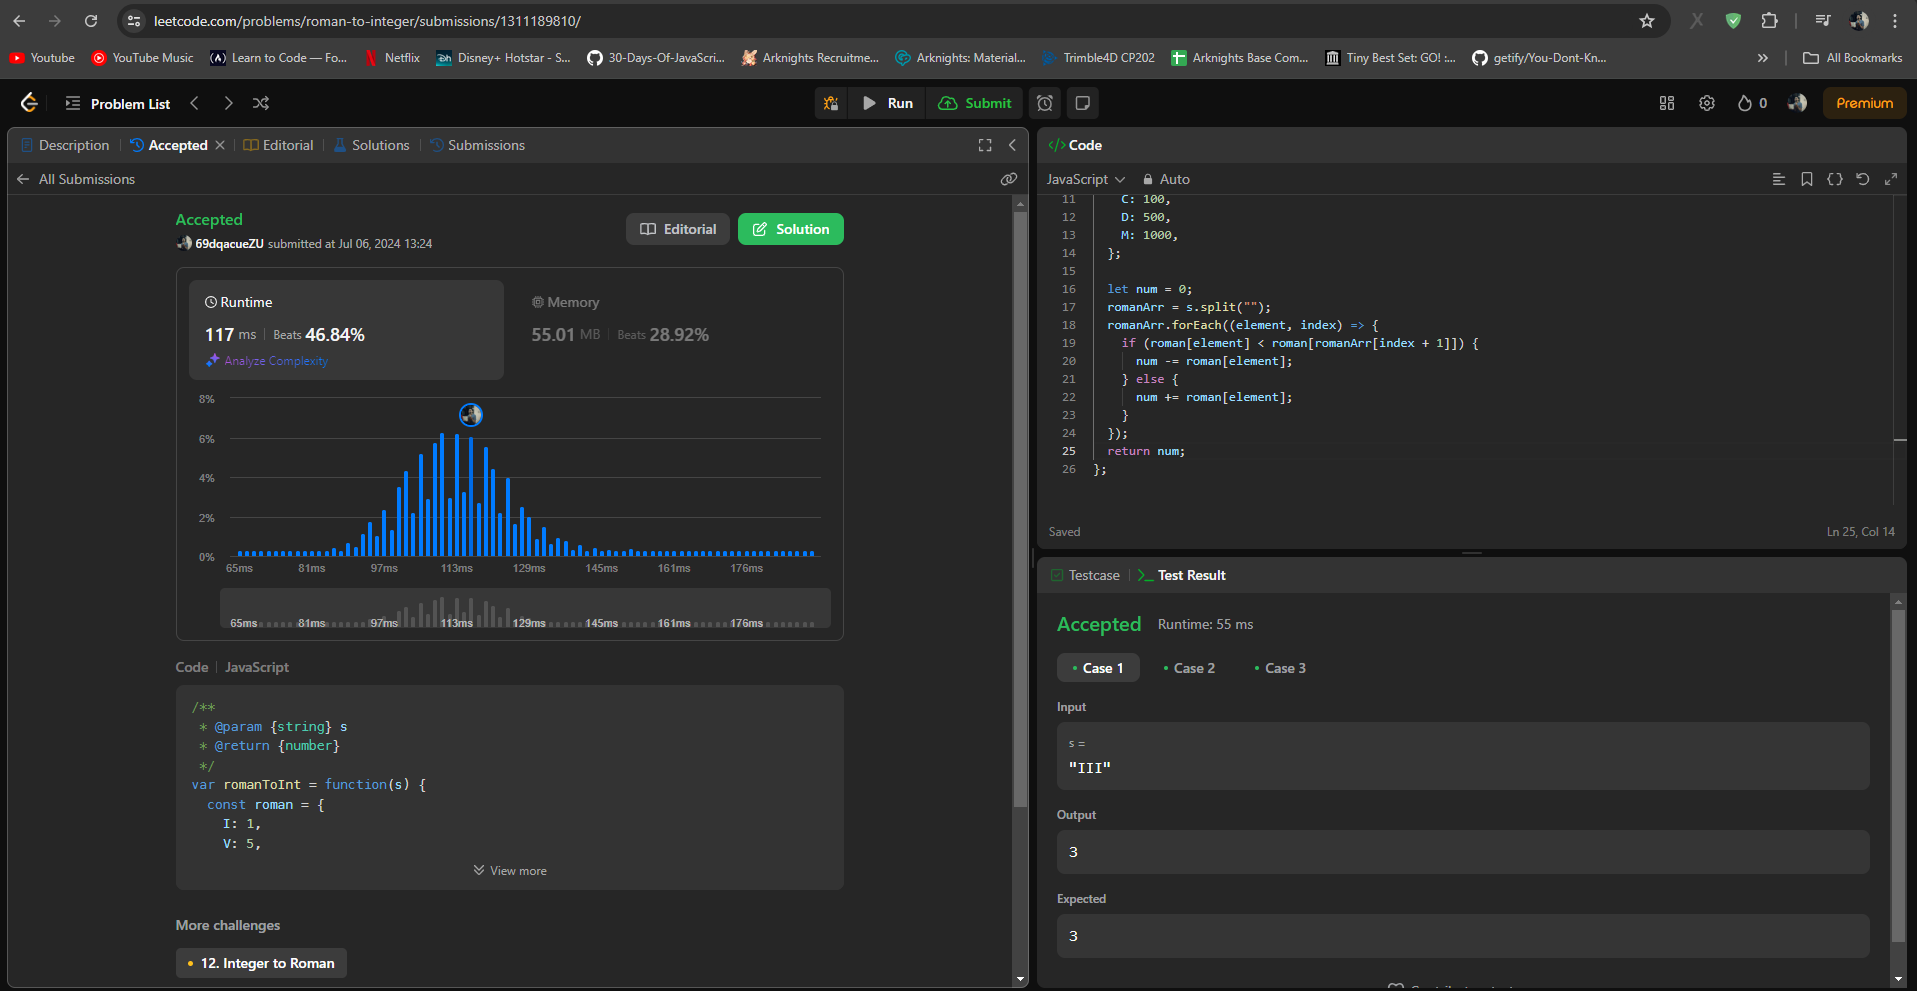 leetcode.com/problems/roman-to-integer/submissions/1311189810/
Youtube
YouTube Music
Learn to Code — Fo...
Netflix
Disney+ Hotstar - S...
30-Days-Of-JavaScri...
Arknights Recruitme...
Arknights: Material...
Trimble4D CP202
Arknights Base Com...
Tiny Best Set: GO! :...
getify/You-Dont-Kn...
All Bookmarks
Problem List
Run
Submit
0
Premium
Description
Accepted
Editorial
Solutions
Submissions
All Submissions
Accepted
69dqacueZU submitted at Jul 06, 2024 13:24
Editorial
Solution
Runtime
117 ms
Beats 46.84%
Analyze Complexity
Memory
55.01 MB
Beats 28.92%
8%
6%
4%
2%
0%
65ms 81ms 97ms 113ms 129ms 145ms 161ms 176ms
65ms 81ms 97ms 113ms 129ms 145ms 161ms 176ms
Code | JavaScript
/**
* @param {string} s
* @return {number}
*/
var romanToInt = function(s) {
const roman = {
I: 1,
V: 5,
View more
More challenges
12. Integer to Roman
</> Code
JavaScript
Auto
11 C: 100,
12 D: 500,
13 M: 1000,
14 };
15
16 let num = 0;
17 romanArr = s.split("");
18 romanArr.forEach((element, index) => {
19 if (roman[element] < roman[romanArr[index + 1]]) {
20 num -= roman[element];
21 } else {
22 num += roman[element];
23 }
24 });
25 return num;
26 };
Saved
Ln 25, Col 14
Testcase
Test Result
Accepted
Runtime: 55 ms
Case 1
Case 2
Case 3
Input
s =
"III"
Output
3
Expected
3